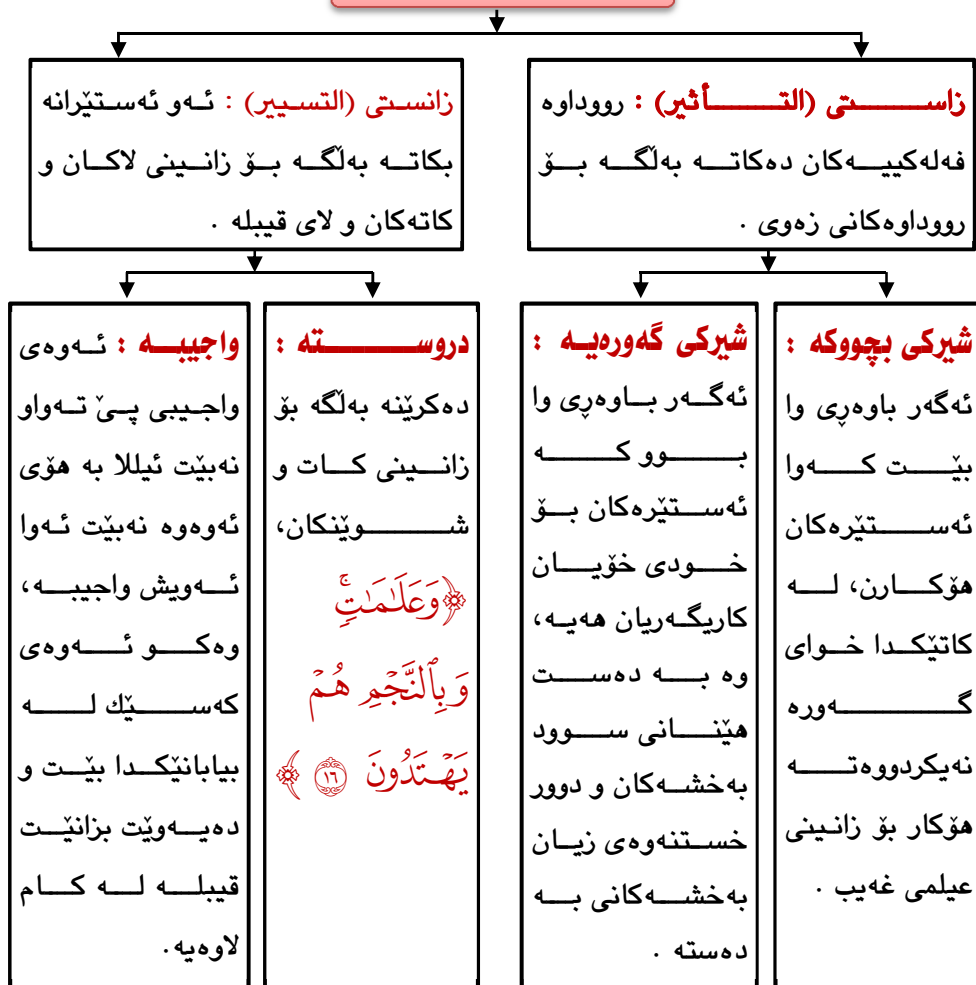 زاستی (التأثیر) : رووداوە
فەلەکییەکان دەکاتە بەڵگە بۆ
رووداوەکانی زەوی .
زانستی (التسییر) : ئەو ئەستێرانە
بکاتە بەڵگە بۆ زانینی لاکان و
کاتەکان و لای قیبلە .
شیرکی بچووکە :
ئەگەر باوەڕی وا
بێت کەوا
ئەستێرەکان
هۆکارن، لە
کاتێکدا خوای
گەورە
نەیکردووەتە
هۆکار بۆ زانینی
عیلمی غەیب .
شیرکی گەورەیە :
ئەگەر باوەڕی وا
بوو کە
ئەستێرەکان بۆ
خودی خۆیان
کاریگەریان هەیە،
وە بە دەست
هێنانی سوود
بەخشەکان و دوور
خستنەوەی زیان
بەخشەکانی بە
دەستە .
دروستە :
دەکرێنە بەڵگە بۆ
زانینی کات و
شوێنکان،
﴿وَعَلَٰمَٰتٖۚ
وَبِٱلنَّجۡمِ هُمۡ
يَهۡتَدُونَ ١٦﴾
واجیبە : ئەوەی
واجیبی پێ تەواو
نەبێت ئیللا بە هۆی
ئەوەوە نەبێت ئەوا
ئەویش واجیبە،
وەکو ئەوەی
کەسێك لە
بیابانێکدا بێت و
دەیەوێت بزانێت
قیبلە لە کام
لاوەیە.